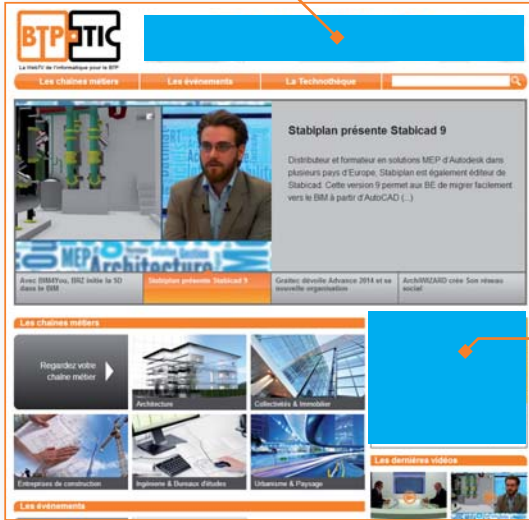 BTP TIC
La WebTV de l'informatique pour le BTP
Les chaînes métiers
Les événements
La Technothèque
Stabiplan présente Stabicad 9
Distributeur et formateur en solutions MEP d'Autodesk dans
plusieurs pays d'Europe, Stabiplan est également éditeur de
Stabicad. Cette version 9 permet aux BE de migrer facilement
vers le BIM à partir d'AutoCAD (...)
MEP
Architecture
Avec BIM4You, BRZ initie la 5D
dans le BIM
Stabiplan présente Stabicad 9
Graitec dévoile Advance 2014 et sa
nouvelle organisation
ArchiWIZARD crée Son réseau
social
Les chaînes métiers
Regardez votre
chaîne métier
Architecture
Collectivités & Immobilier
Entreprises de construction
Ingénierie & Bureaux d'études
Urbanisme & Paysage
Les dernières vidéos
Les événements